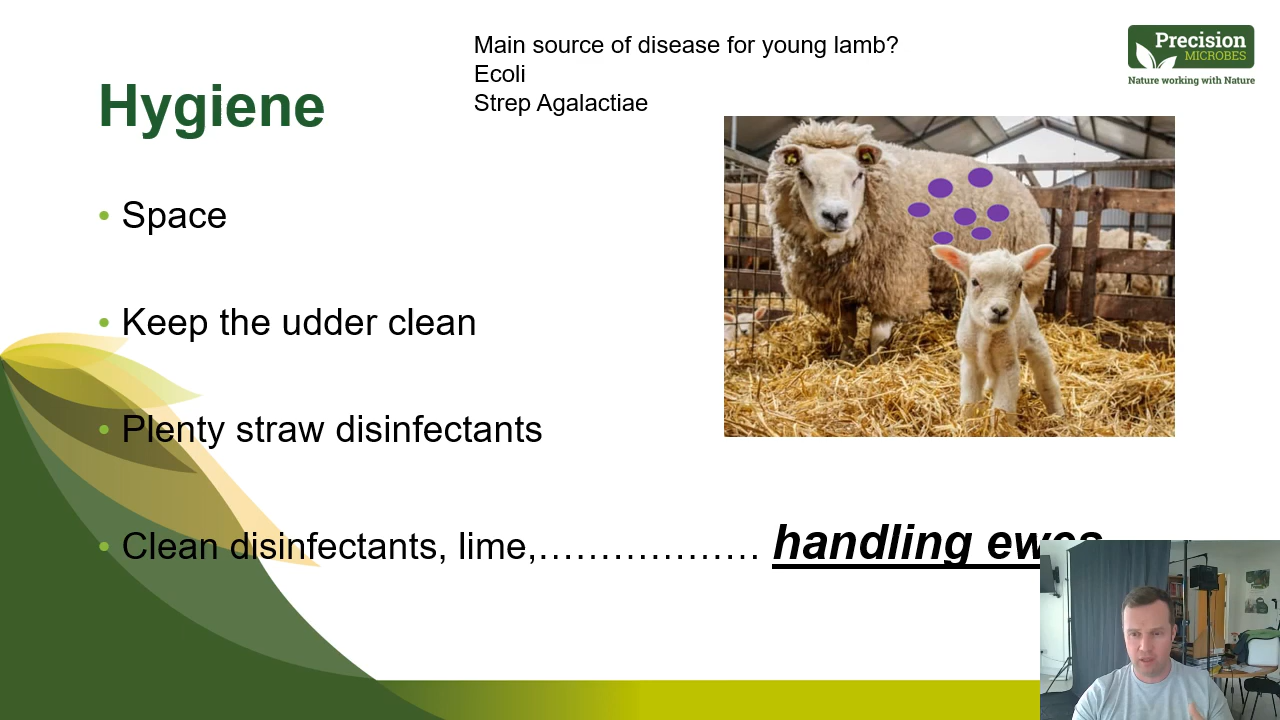 Main source of disease for young lamb?
Ecoli
Strep Agalactiae
Precision
MICROBES
Nature working with Nature
Hygiene
• Space
• Keep the udder clean
• Plenty straw disinfectants
• Clean disinfectants, lime,……………… handling ewes